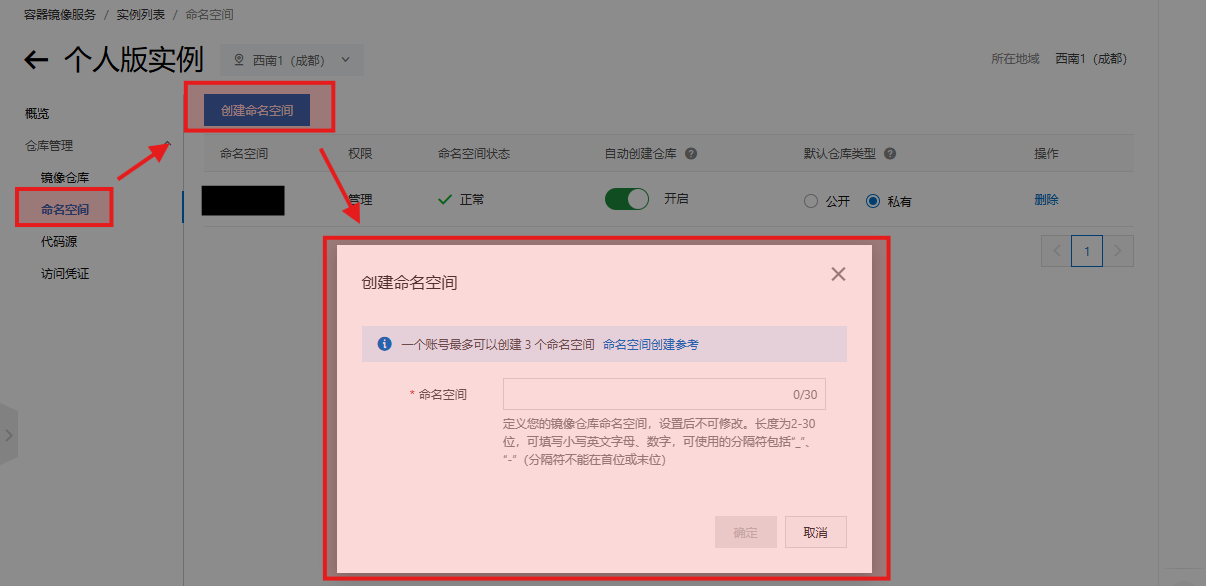 容器镜像服务 / 实例列表 / 命名空间
个人版实例 西南1（成都） 所在地域 西南1（成都）
概览
仓库管理
镜像仓库
命名空间
代码源
访问凭证
创建命名空间
命名空间 权限 命名空间状态 自动创建仓库 默认仓库类型 操作
管理 正常 开启 公开 私有 删除
1
创建命名空间
一个账号最多可以创建 3 个命名空间 命名空间创建参考
* 命名空间 0/30
定义您的镜像仓库命名空间，设置后不可修改。长度为2-30
位，可填写小写英文字母、数字，可使用的分隔符包括“_”、
“-”（分隔符不能在首位或末位）
确定 取消